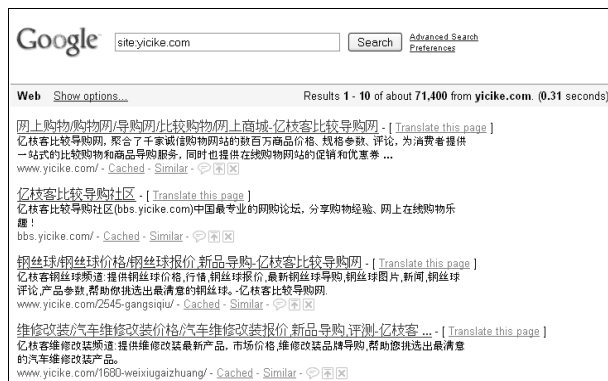 Google
site:yicike.com Search Advanced Search
Preferences
Web Show options... Results 1 - 10 of about 71,400 from yicike.com. (0.31 seconds)
网上购物/购物网/导购网/比较购物/网上商城-亿枝客比较导购网 - [ Translate this page ]
亿枝客比较导购网，聚合了千家诚信购物网站的数百万商品价格、规格参数、评论，为消费者提供
一站式的比较购物和商品导购服务，同时也提供在线购物网站的促销和优惠券 ...
www.yicike.com/ - Cached - Similar -
亿枝客比较导购社区 - [ Translate this page ]
亿枝客比较导购社区(bbs.yicike.com)中国最专业的网购论坛，分享购物经验、网上在线购物乐
趣！
bbs.yicike.com/ - Cached - Similar -
钢丝球/钢丝球价格/钢丝球报价,新品导购-亿枝客比较导购网 - [ Translate this page ]
亿枝客钢丝球频道:提供钢丝球价格,行情,钢丝球报价,最新钢丝球导购,钢丝球图片,新闻,钢丝球
评论,产品参数,帮助你挑选出最满意的钢丝球。-亿枝客比较导购网.
www.yicike.com/2545-gangsiqiu/ - Cached - Similar -
维修改装/汽车维修改装价格/汽车维修改装报价,新品导购,评测-亿枝客 ... - [ Translate this page ]
亿枝客维修改装频道:提供维修改装最新产品，市场价格,维修改装品牌导购,帮助您挑选出最满意
的汽车维修改装产品。
www.yicike.com/1680-weixiugaizhuang/ - Cached - Similar -